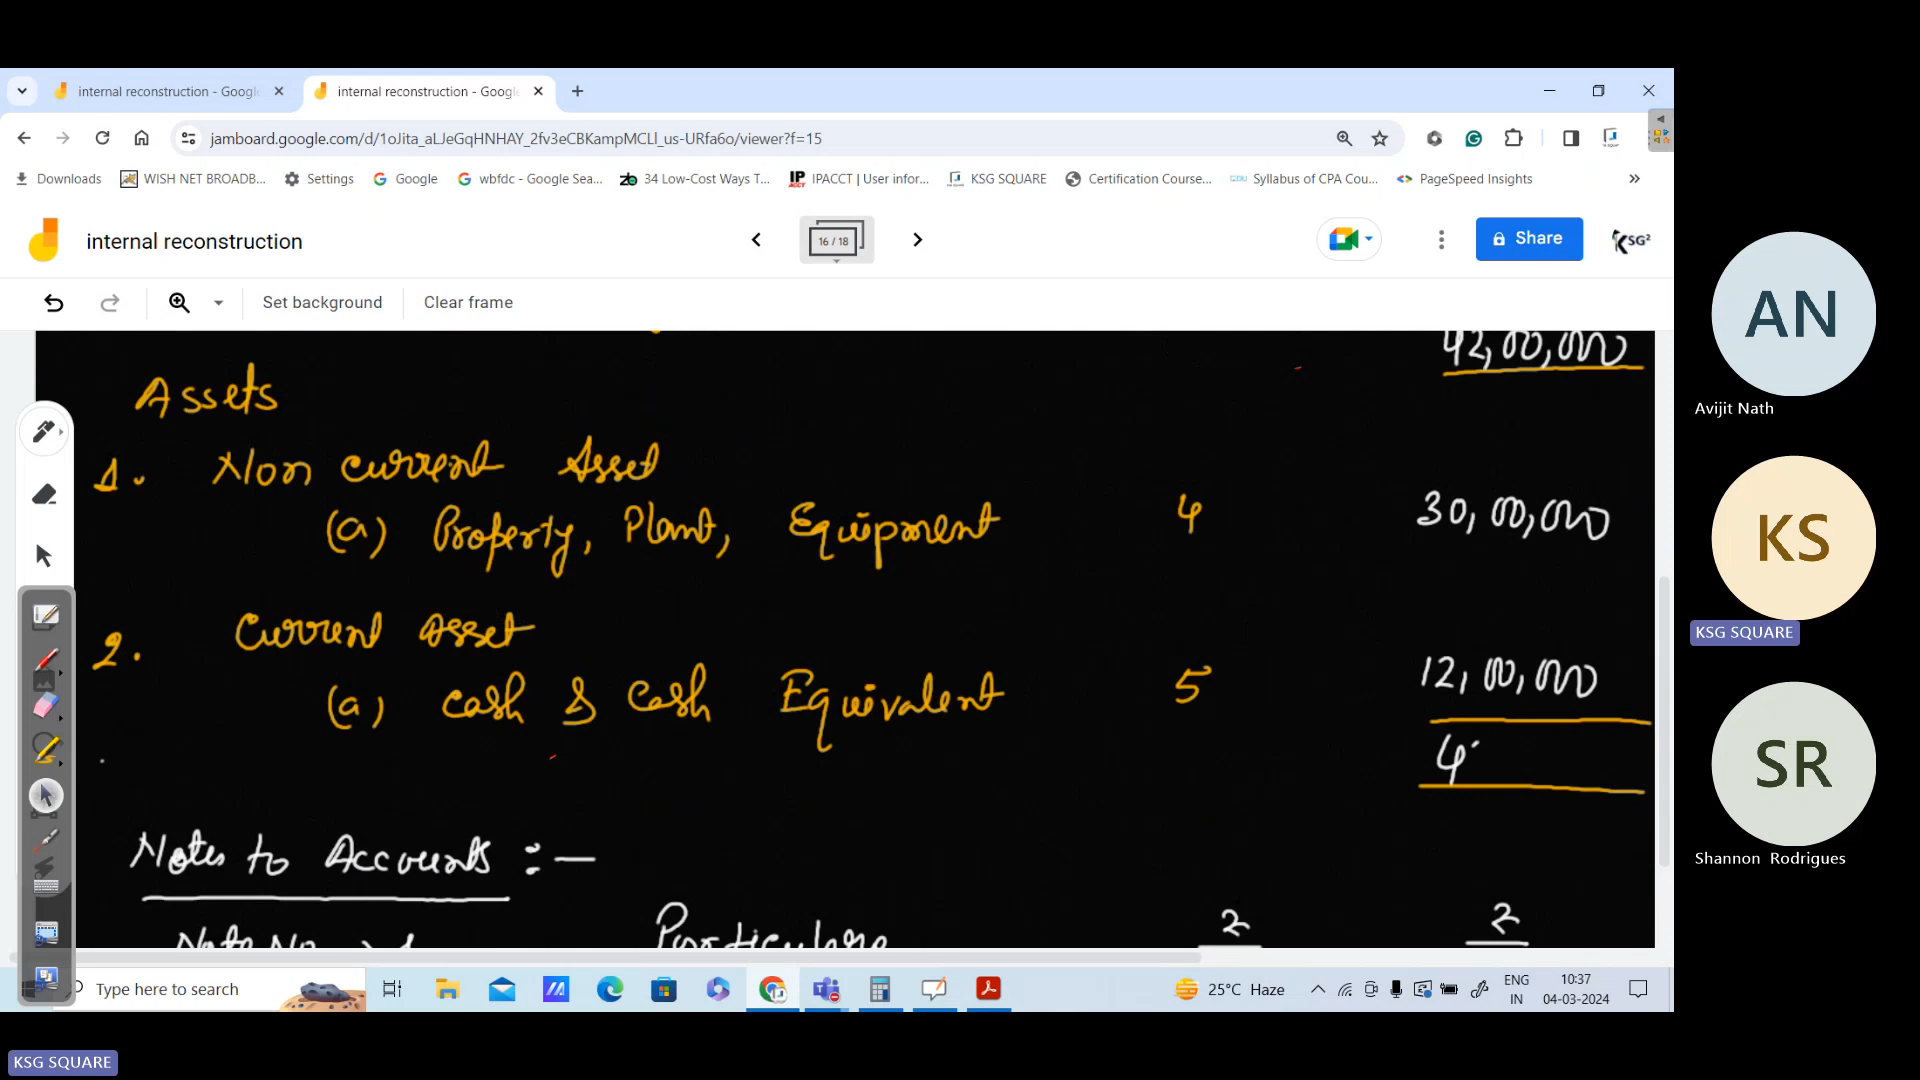 internal reconstruction - Google
internal reconstruction - Google
jamboard.google.com/d/1oJita_aLJeGqHNHAY_2fv3eCBKampMCLl_us-URfa6o/viewer?f=15
Downloads
WISH NET BROADB...
Settings
Google
wbfdc - Google Sea...
34 Low-Cost Ways T...
IPACCT | User infor...
KSG SQUARE
Certification Course...
Syllabus of CPA Cou...
PageSpeed Insights
internal reconstruction
16 / 18
Share
KSG²
Set background
Clear frame
42,00,000
Assets
1. Non current Asset
(a) Property, Plant, Equipment 4 30,00,000
2. Current Asset
(a) Cash & Cash Equivalent 5 12,00,000
4
Notes to Accounts :—
Particulars
AN
Avijit Nath
KS
KSG SQUARE
SR
Shannon Rodrigues
Type here to search
25°C Haze
ENG
IN
10:37
04-03-2024
KSG SQUARE